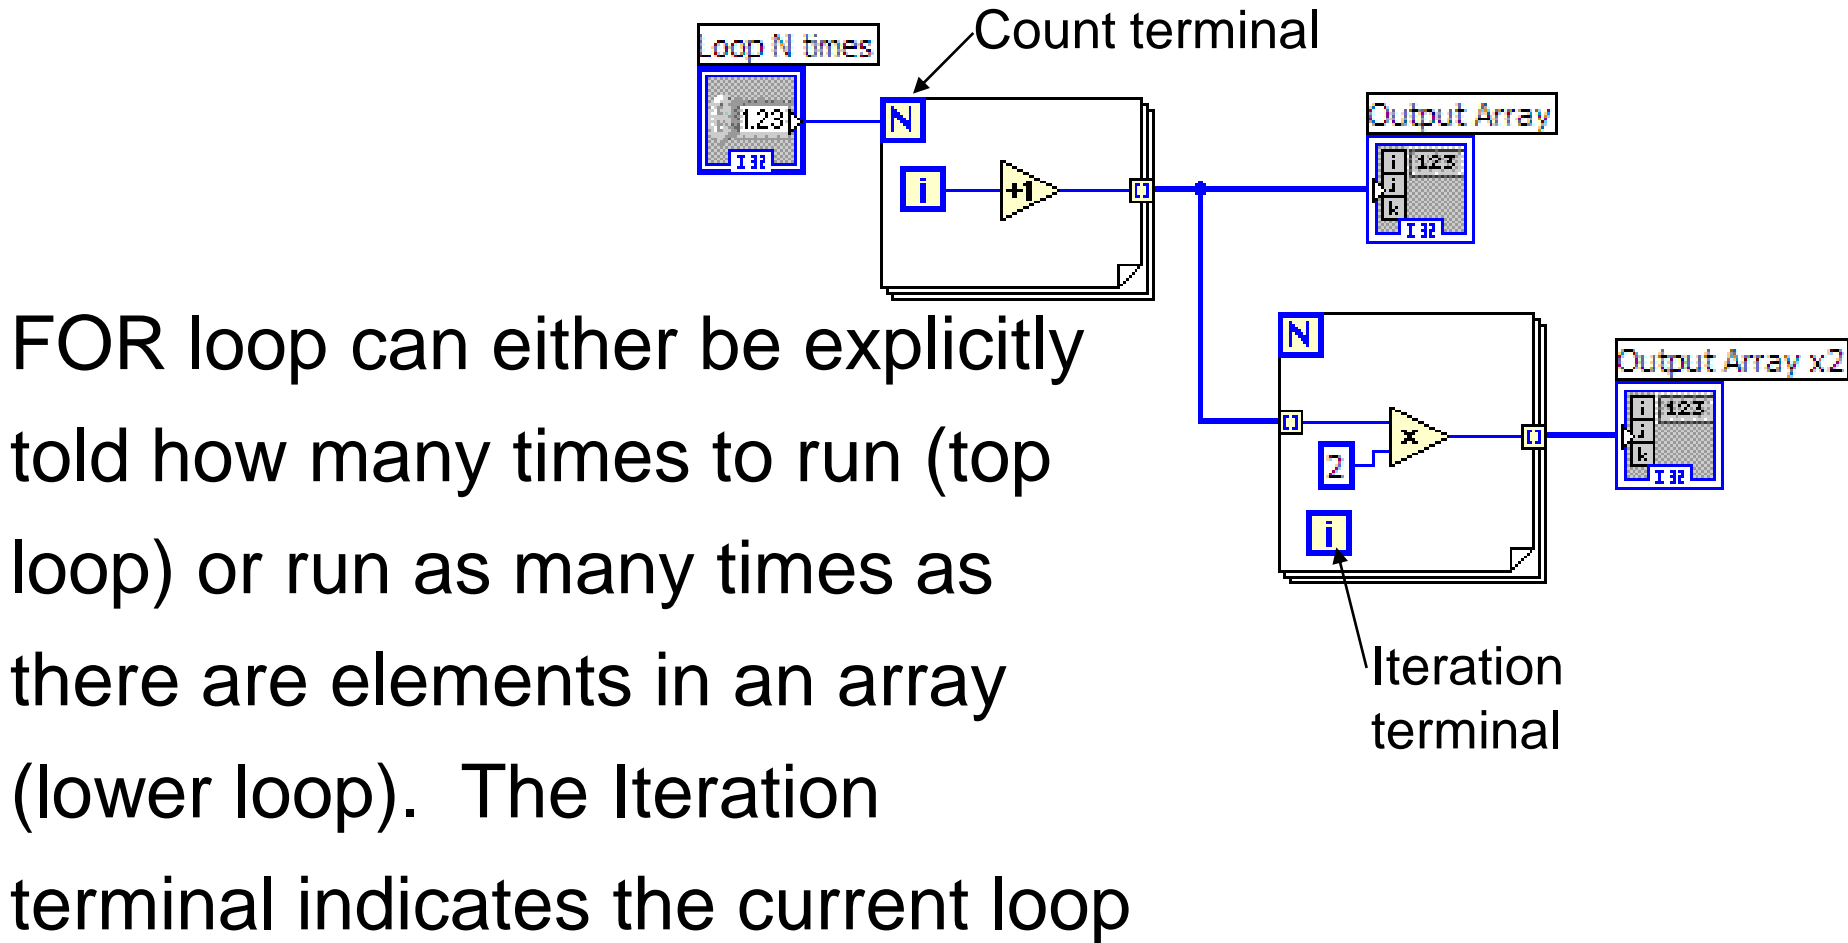 Count terminal
Loop N times
N
1.23
I32
i
+1
[]
Output Array
i
123
j
k
I32
N
[]
x
2
[]
i
Output Array x2
i
123
j
k
I32
Iteration
terminal
FOR loop can either be explicitly
told how many times to run (top
loop) or run as many times as
there are elements in an array
(lower loop).  The Iteration
terminal indicates the current loop